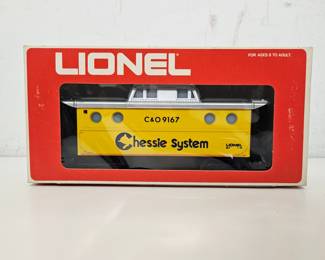 LIONEL
FOR AGES 8 TO ADULT.
C&O 9167
Chessie System
LIONEL